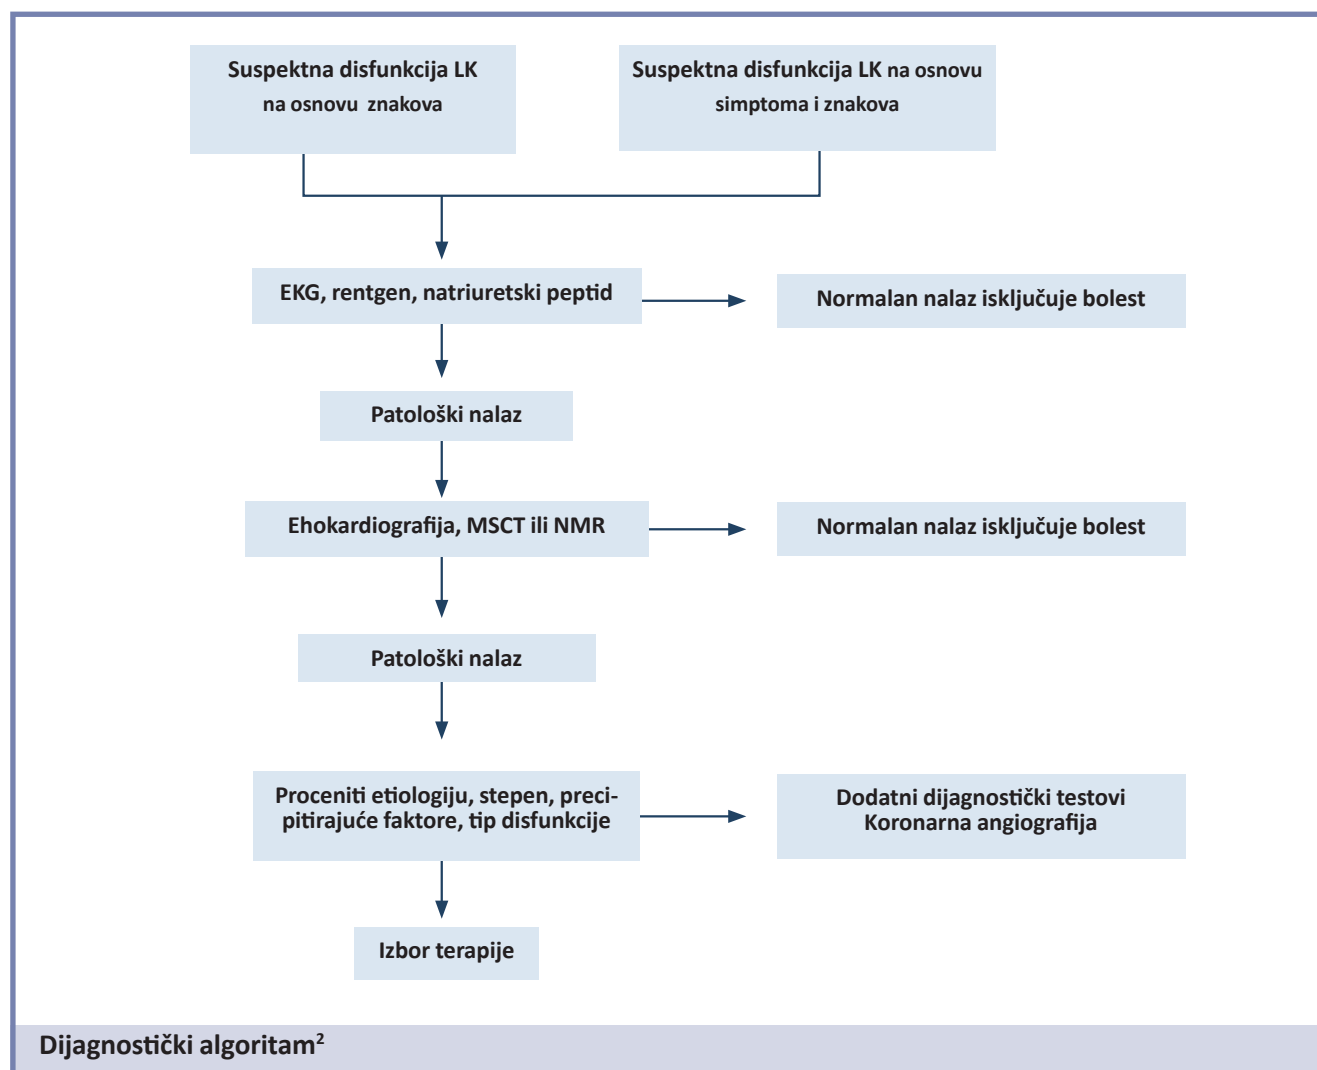 Suspektna disfunkcija LK
na osnovu znakova
Suspektna disfunkcija LK na osnovu
simptoma i znakova
EKG, rentgen, natriuretski peptid
Normalan nalaz isključuje bolest
Patološki nalaz
Ehokardiografija, MSCT ili NMR
Normalan nalaz isključuje bolest
Patološki nalaz
Proceniti etiologiju, stepen, preci-
pitirajuće faktore, tip disfunkcije
Dodatni dijagnostički testovi
Koronarna angiografija
Izbor terapije
Dijagnostički algoritam²